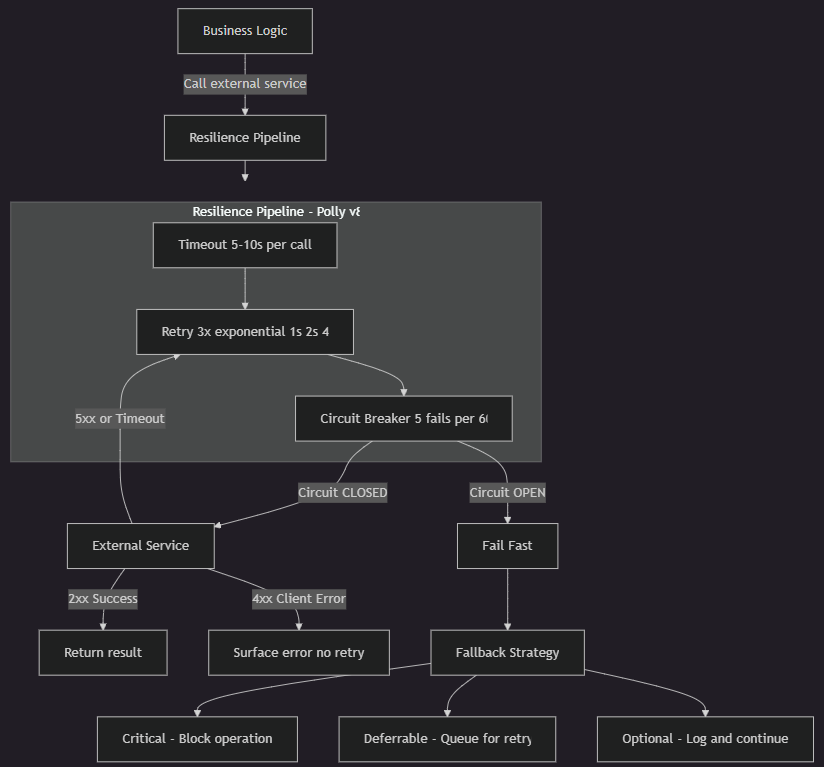 Business Logic
Call external service
Resilience Pipeline
Resilience Pipeline - Polly v
Timeout 5-10s per call
Retry 3x exponential 1s 2s 4
Circuit Breaker 5 fails per 6
5xx or Timeout
Circuit CLOSED
Circuit OPEN
External Service
Fail Fast
2xx Success
4xx Client Error
Return result
Surface error no retry
Fallback Strategy
Critical - Block operation
Deferrable - Queue for retry
Optional - Log and continue